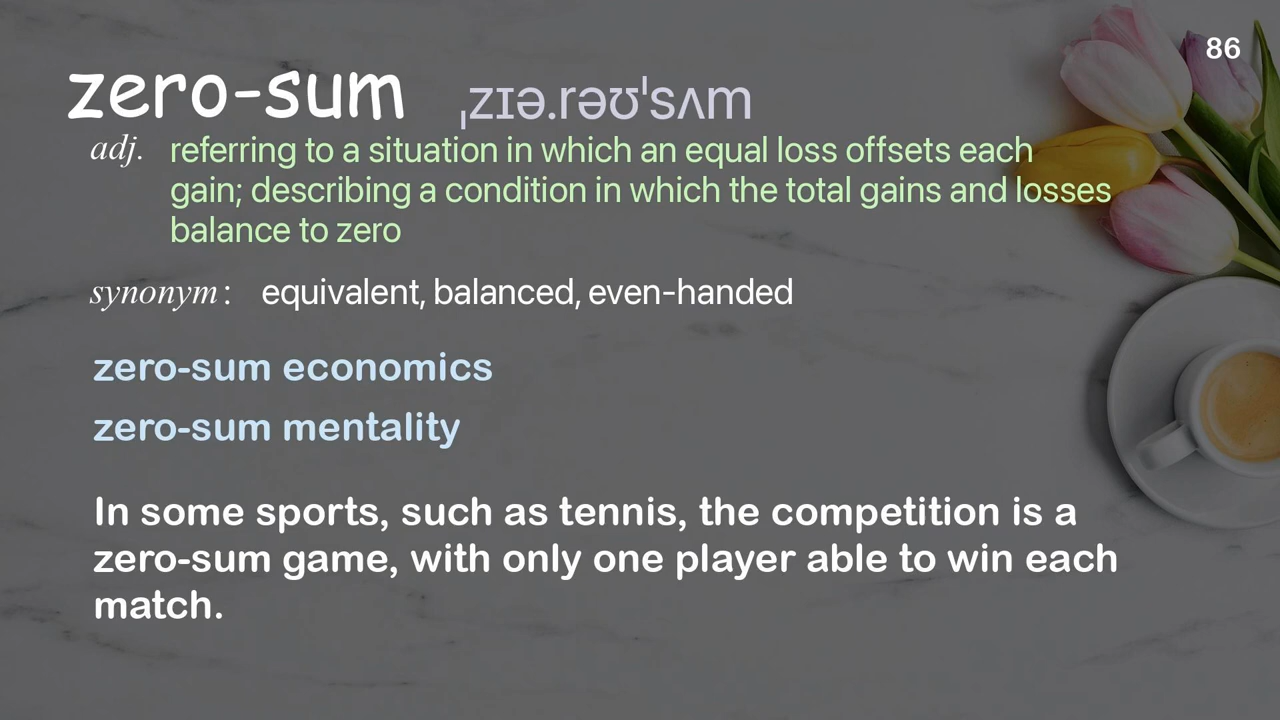 86
zero-sum ˌzɪə.rəʊˈsʌm
adj. referring to a situation in which an equal loss offsets each
gain; describing a condition in which the total gains and losses
balance to zero
synonym : equivalent, balanced, even-handed
zero-sum economics
zero-sum mentality
In some sports, such as tennis, the competition is a
zero-sum game, with only one player able to win each
match.